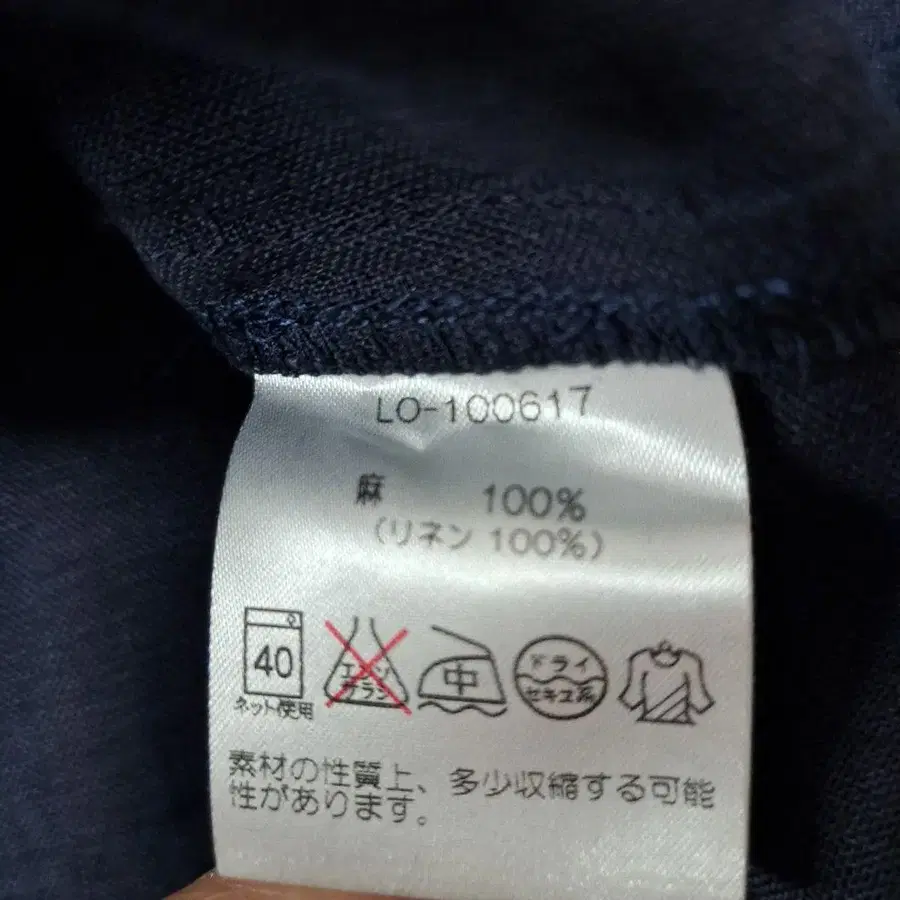 LO-100617
麻 100%
(リネン 100%)
40
ネット使用
エンソ
サラシ
中
ドライ
セキユ系
素材の性質上、多少収縮する可能
性があります。